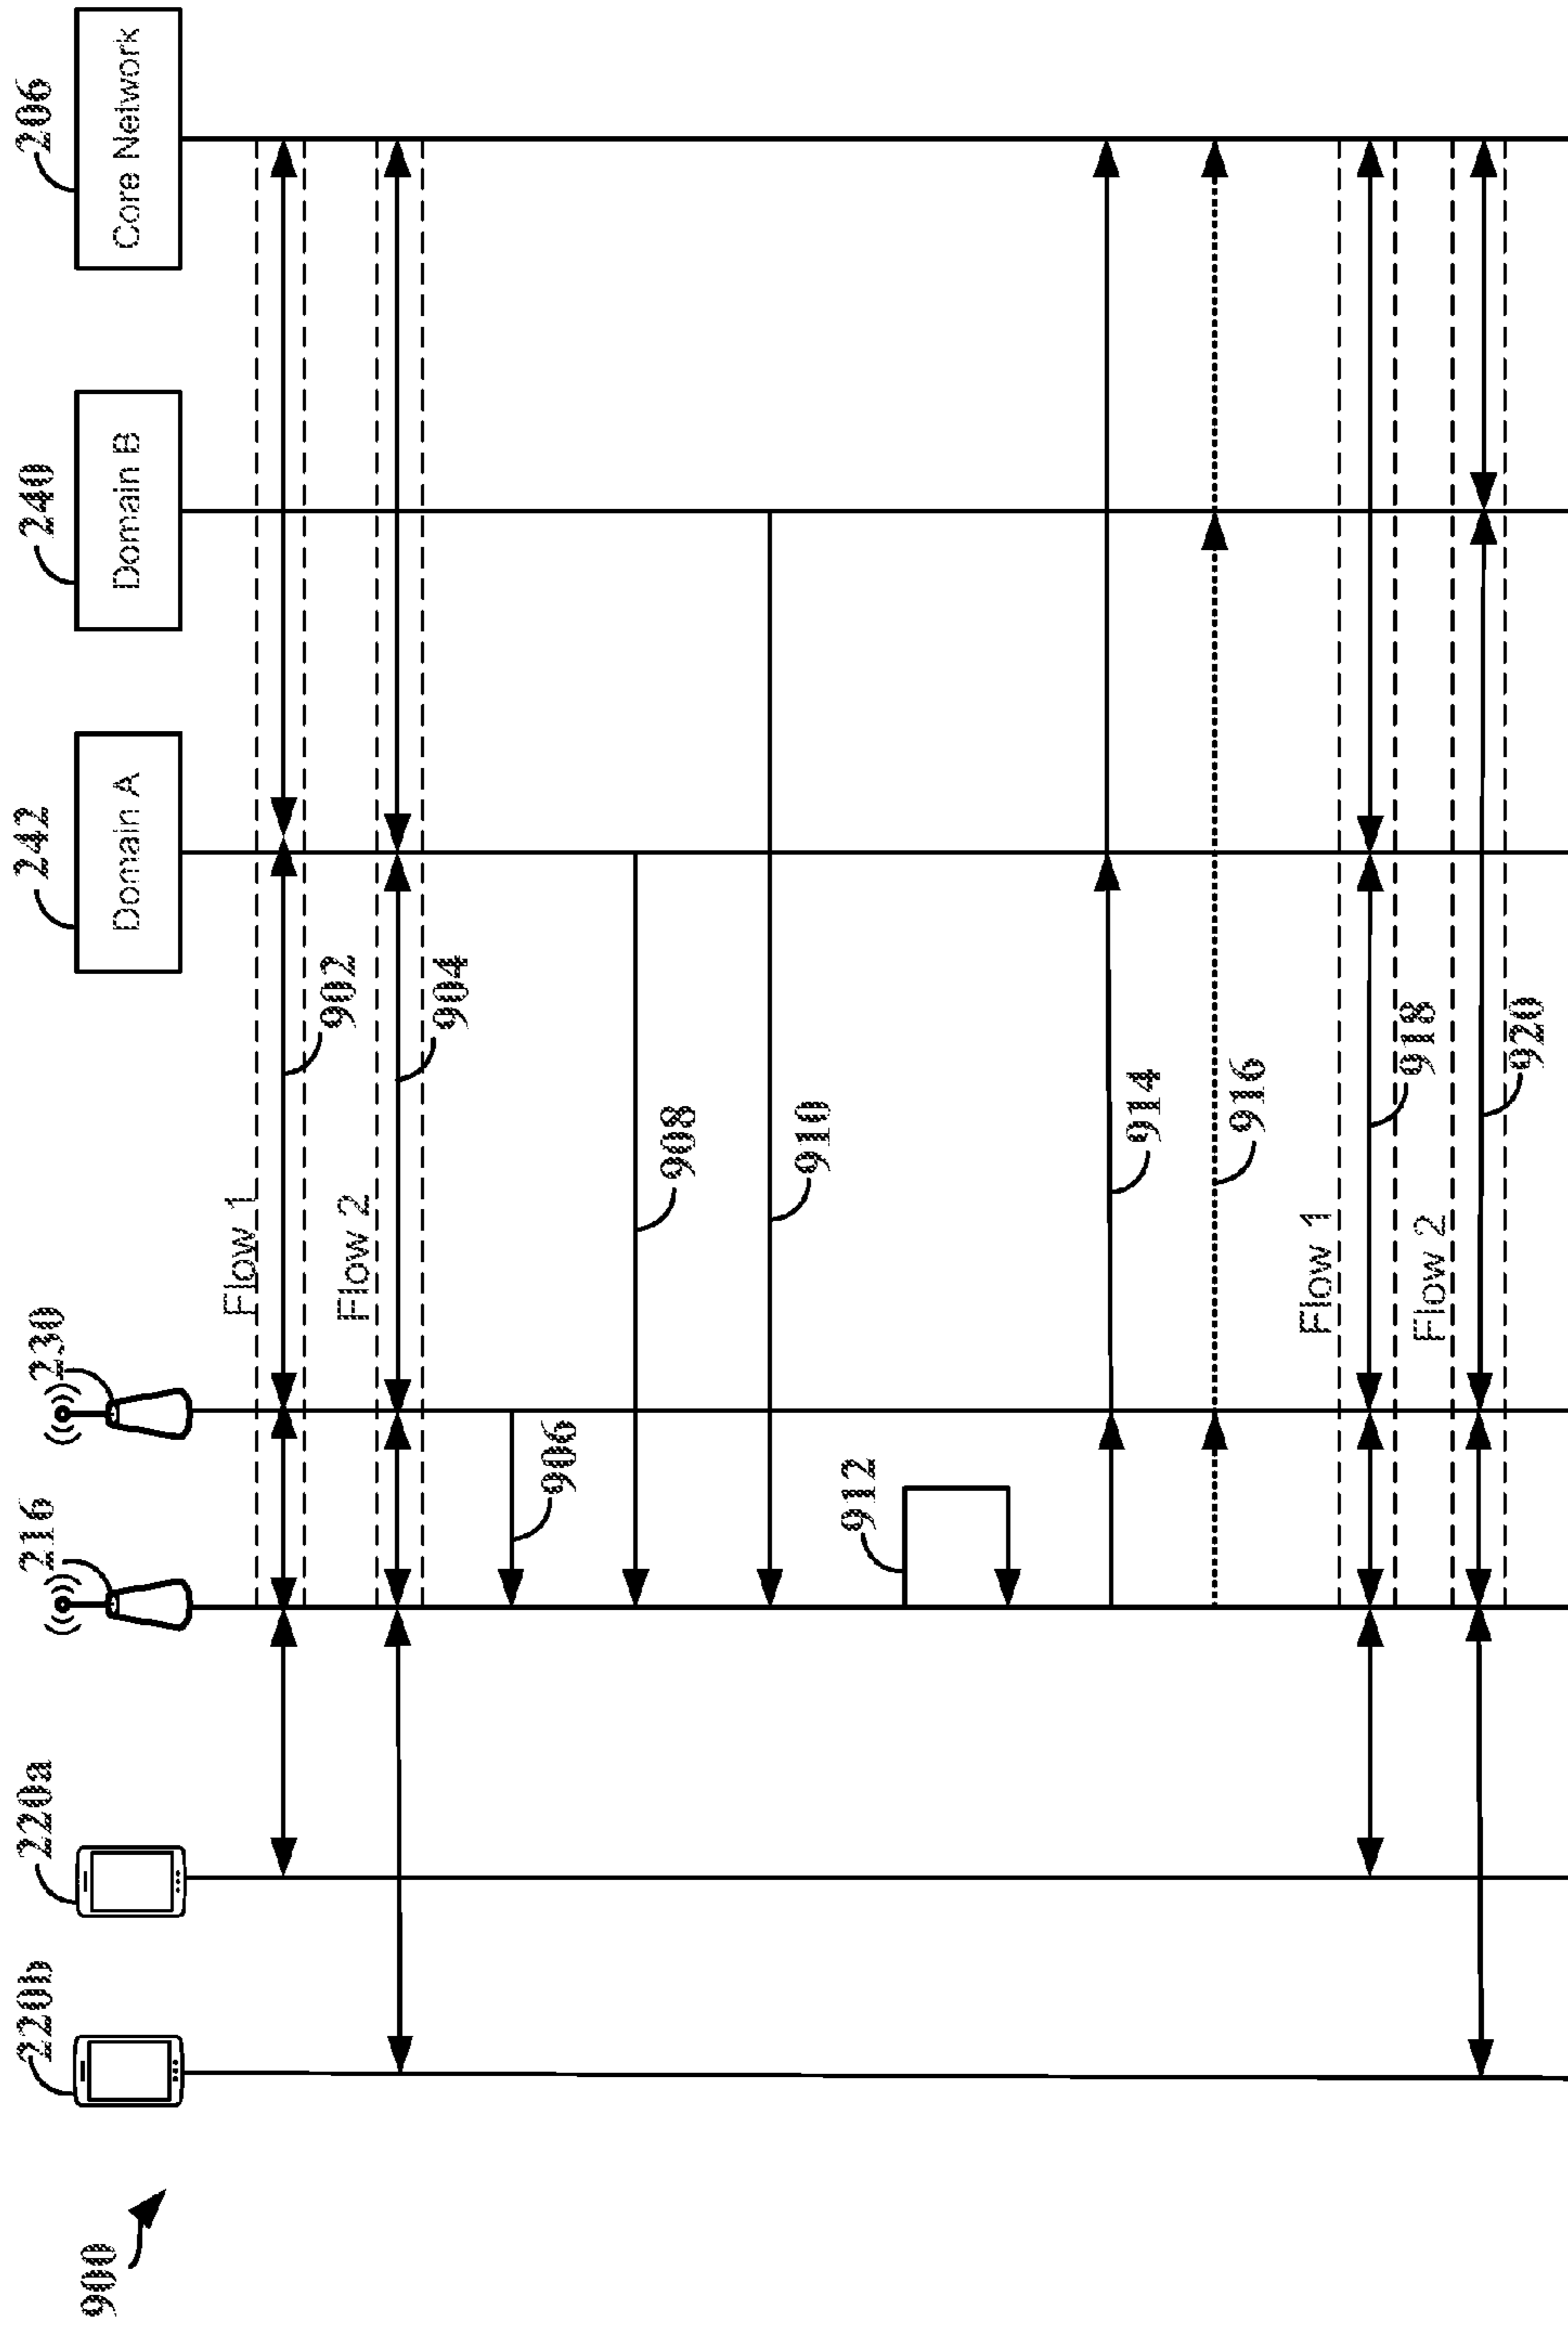 900
220b
220a
216
230
242
240
206
Domain A
Domain B
Core Network
Flow 1
902
Flow 2
904
906
908
910
912
914
916
Flow 1
918
Flow 2
920